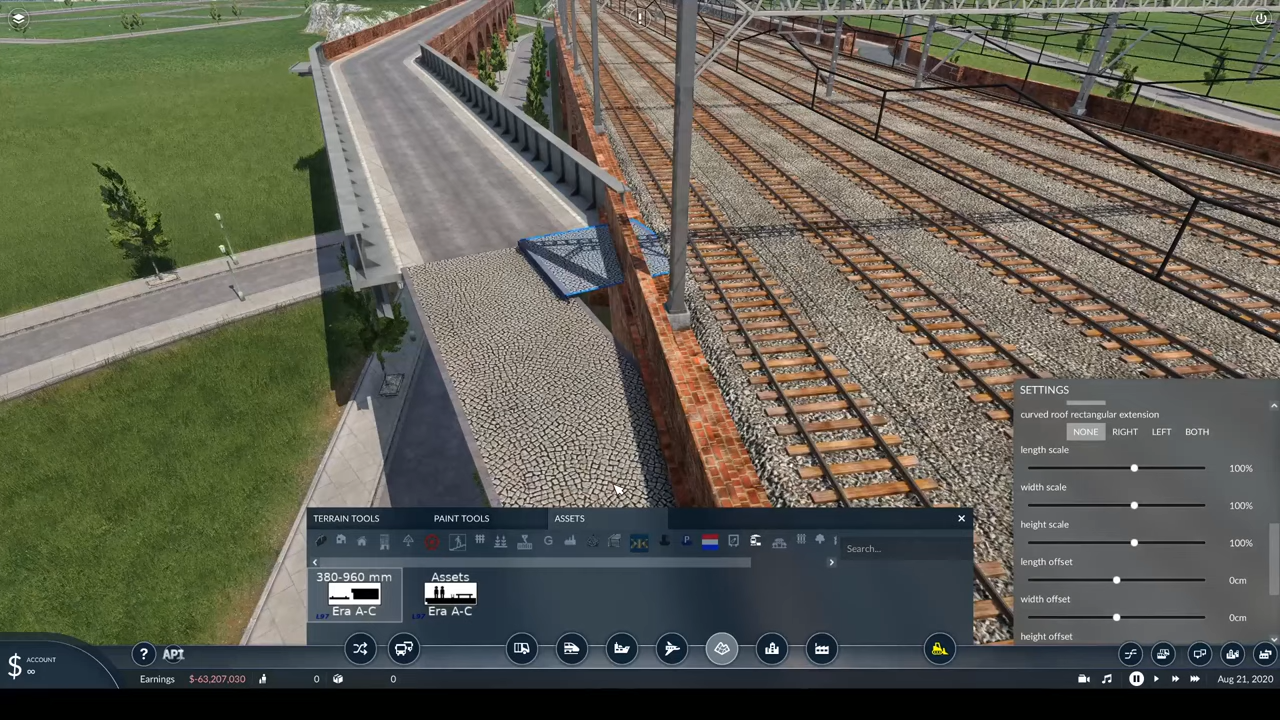 SETTINGS
curved roof rectangular extension
NONE RIGHT LEFT BOTH
length scale
100%
width scale
100%
height scale
100%
length offset
0cm
width offset
0cm
height offset
TERRAIN TOOLS PAINT TOOLS ASSETS
G P
Search...
380-960 mm
Era A-C
Assets
Era A-C
$ ACCOUNT
∞
? API
Earnings $-63,207,030 0 0
Aug 21, 2020